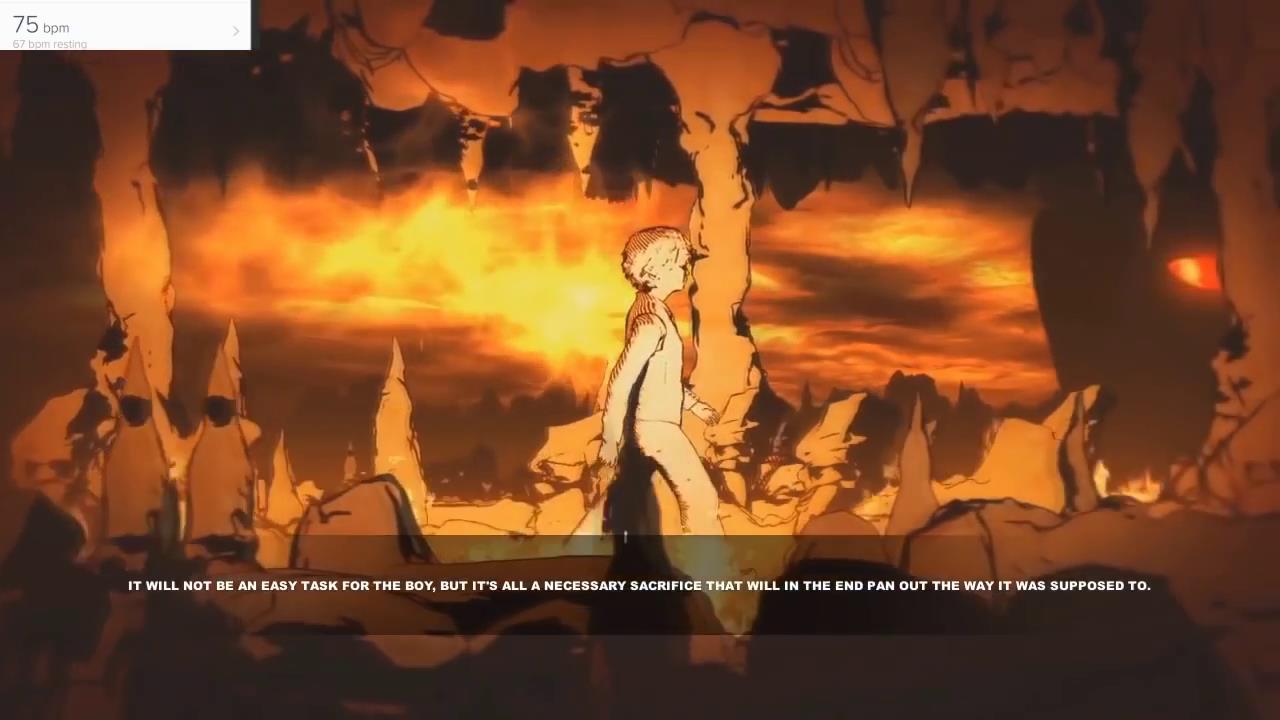 75 bpm
67 bpm resting
IT WILL NOT BE AN EASY TASK FOR THE BOY, BUT IT'S ALL A NECESSARY SACRIFICE THAT WILL IN THE END PAN OUT THE WAY IT WAS SUPPOSED TO.